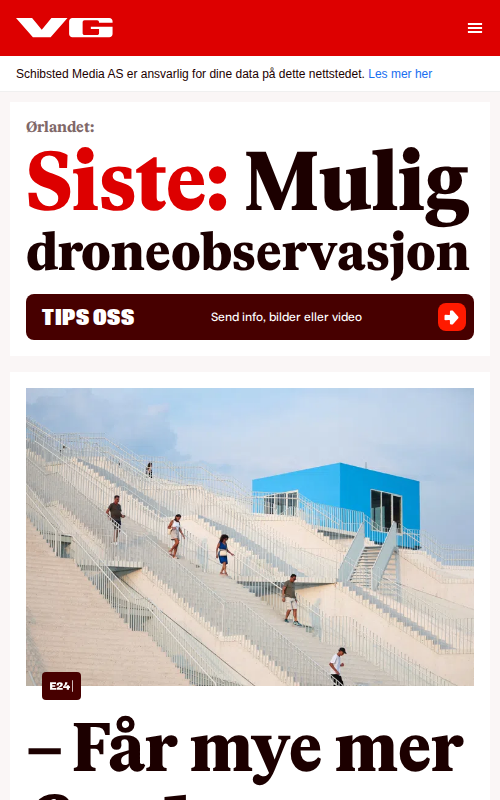 VG
Schibsted Media AS er ansvarlig for dine data på dette nettstedet. Les mer her
Ørlandet:
Siste: Mulig
droneobservasjon
TIPS OSS
Send info, bilder eller video
E24
– Får mye mer